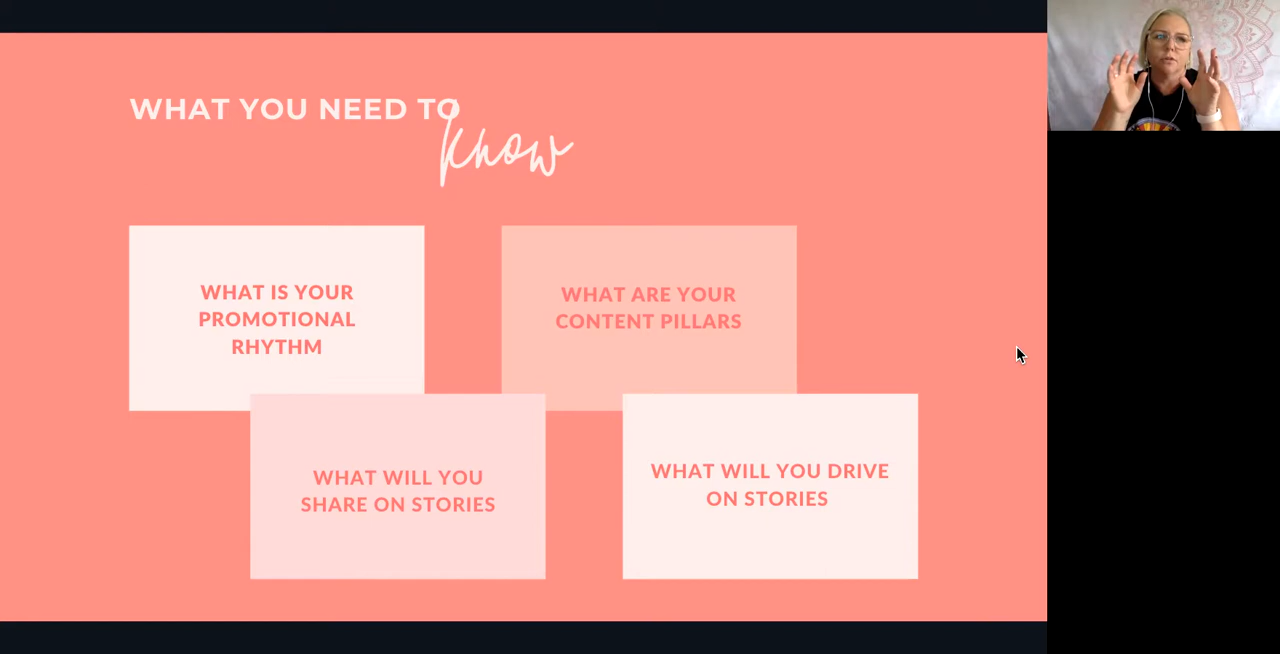 WHAT YOU NEED TO
know
WHAT IS YOUR
PROMOTIONAL
RHYTHM
WHAT ARE YOUR
CONTENT PILLARS
WHAT WILL YOU
SHARE ON STORIES
WHAT WILL YOU DRIVE
ON STORIES